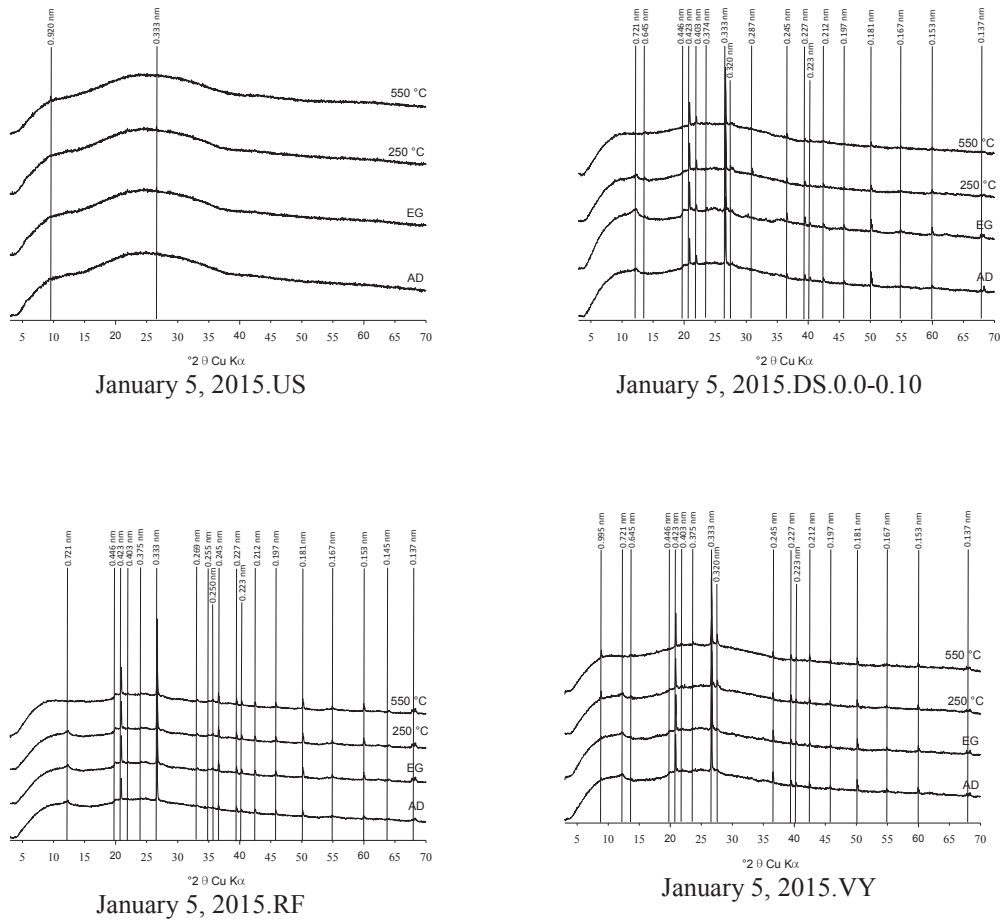 0.920 nm
0.333 nm
550 °C
250 °C
EG
AD
5 10 15 20 25 30 35 40 45 50 55 60 65 70
°2 θ Cu Kα
January 5, 2015.US
0.721 nm
0.645 nm
0.446 nm
0.423 nm
0.403 nm
0.374 nm
0.333 nm
0.320 nm
0.287 nm
0.245 nm
0.227 nm
0.223 nm
0.212 nm
0.197 nm
0.181 nm
0.167 nm
0.153 nm
0.137 nm
550 °C
250 °C
EG
AD
5 10 15 20 25 30 35 40 45 50 55 60 65 70
°2 θ Cu Kα
January 5, 2015.DS.0.0-0.10
0.721 nm
0.446 nm
0.423 nm
0.403 nm
0.375 nm
0.333 nm
0.269 nm
0.255 nm
0.250 nm
0.245 nm
0.227 nm
0.223 nm
0.212 nm
0.197 nm
0.181 nm
0.167 nm
0.153 nm
0.145 nm
0.137 nm
550 °C
250 °C
EG
AD
5 10 15 20 25 30 35 40 45 50 55 60 65 70
°2 θ Cu Kα
January 5, 2015.RF
0.995 nm
0.721 nm
0.645 nm
0.446 nm
0.423 nm
0.403 nm
0.375 nm
0.333 nm
0.320 nm
0.245 nm
0.227 nm
0.223 nm
0.212 nm
0.197 nm
0.181 nm
0.167 nm
0.153 nm
0.137 nm
550 °C
250 °C
EG
AD
5 10 15 20 25 30 35 40 45 50 55 60 65 70
°2 θ Cu Kα
January 5, 2015.VY